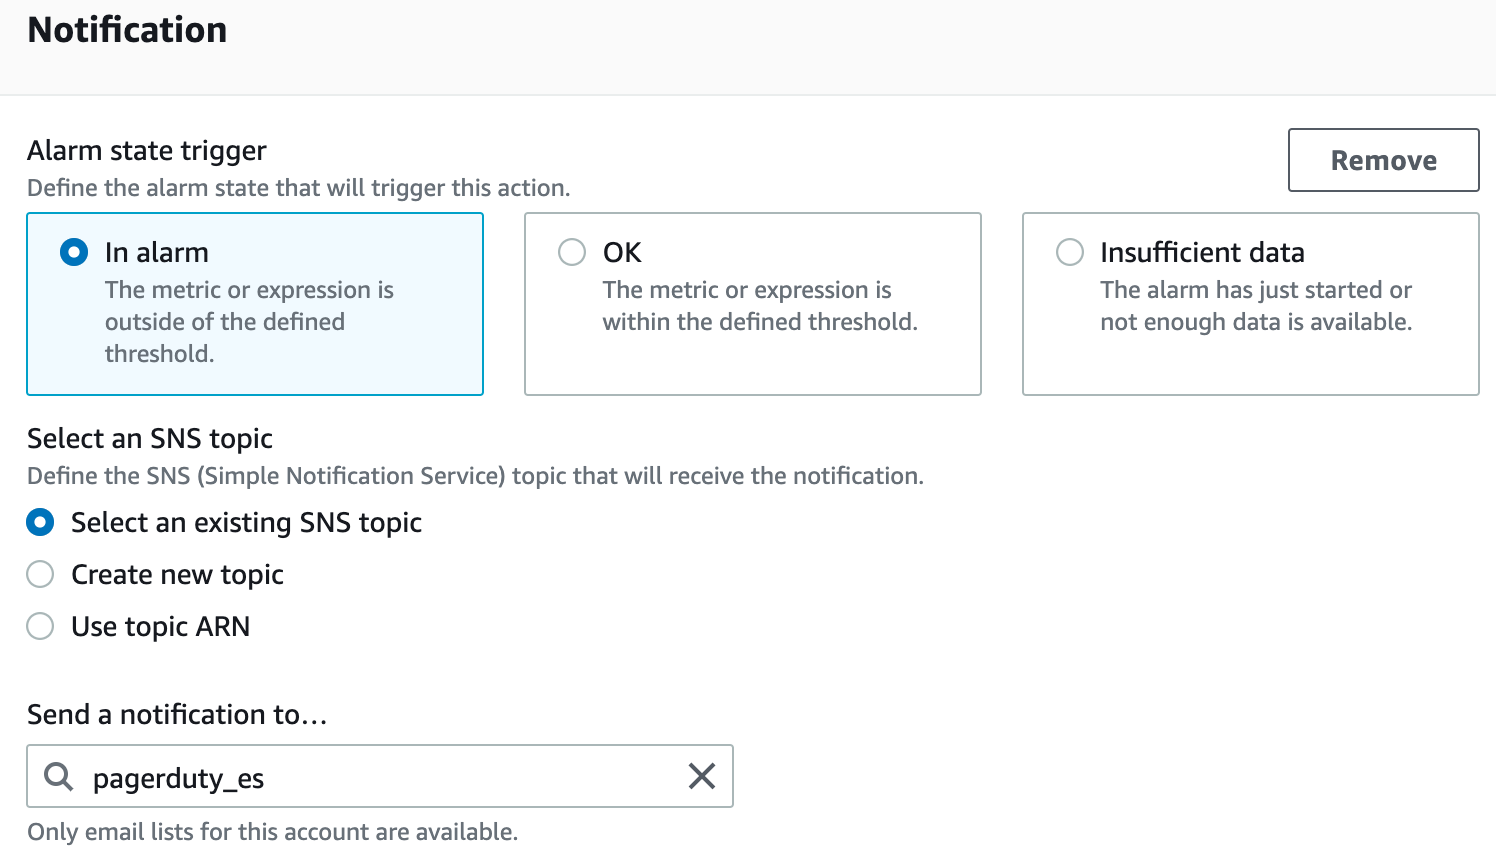 Notification
Alarm state trigger
Define the alarm state that will trigger this action.
Remove
In alarm
The metric or expression is
outside of the defined
threshold.
OK
The metric or expression is
within the defined threshold.
Insufficient data
The alarm has just started or
not enough data is available.
Select an SNS topic
Define the SNS (Simple Notification Service) topic that will receive the notification.
Select an existing SNS topic
Create new topic
Use topic ARN
Send a notification to…
pagerduty_es
Only email lists for this account are available.